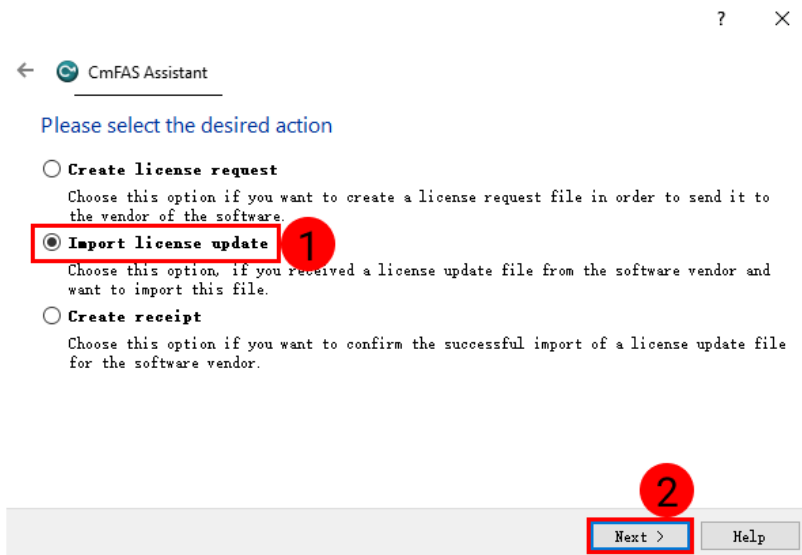 ?
CmFAS Assistant
Please select the desired action
Create license request
Choose this option if you want to create a license request file in order to send it to
the vendor of the software.
Import license update
1
Choose this option, if you received a license update file from the software vendor and
want to import this file.
Create receipt
Choose this option if you want to confirm the successful import of a license update file
for the software vendor.
2
Next >
Help